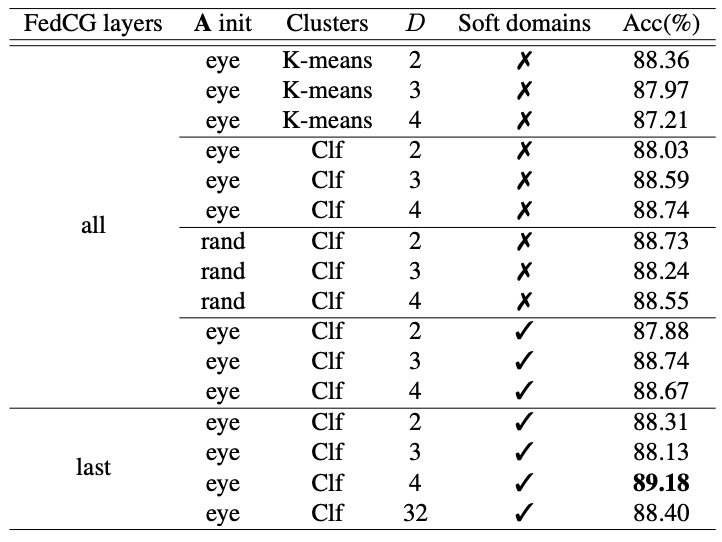 FedCG layers A init Clusters D Soft domains Acc(%)
eye K-means 2 ✗ 88.36
eye K-means 3 ✗ 87.97
eye K-means 4 ✗ 87.21
eye Clf 2 ✗ 88.03
eye Clf 3 ✗ 88.59
eye Clf 4 ✗ 88.74
all
rand Clf 2 ✗ 88.73
rand Clf 3 ✗ 88.24
rand Clf 4 ✗ 88.55
eye Clf 2 ✓ 87.88
eye Clf 3 ✓ 88.74
eye Clf 4 ✓ 88.67
eye Clf 2 ✓ 88.31
eye Clf 3 ✓ 88.13
last
eye Clf 4 ✓ 89.18
eye Clf 32 ✓ 88.40